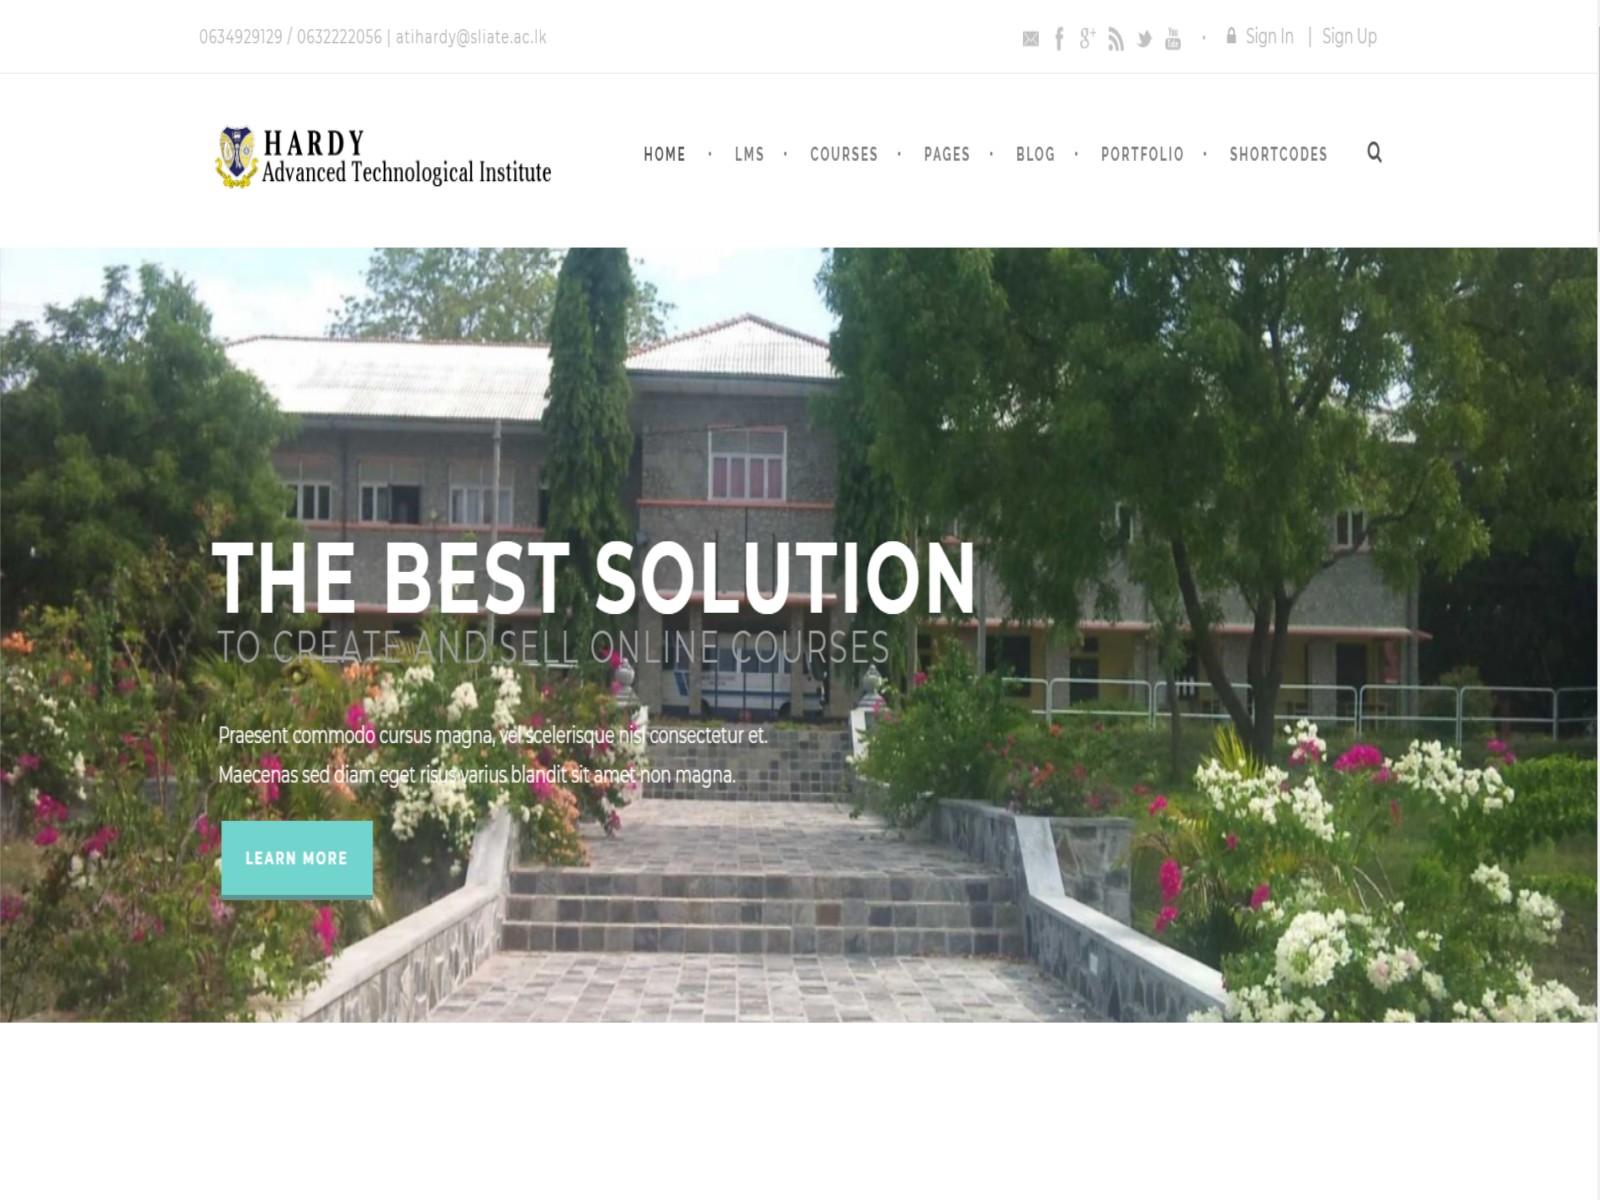 0634929129 / 0632222056 | atihardy@sliate.ac.lk
Sign In | Sign Up
HARDY
Advanced Technological Institute
HOME · LMS · COURSES · PAGES · BLOG · PORTFOLIO · SHORTCODES
THE BEST SOLUTION
TO CREATE AND SELL ONLINE COURSES
Praesent commodo cursus magna, vel scelerisque nisl consectetur et.
Maecenas sed diam eget risus varius blandit sit amet non magna.
LEARN MORE